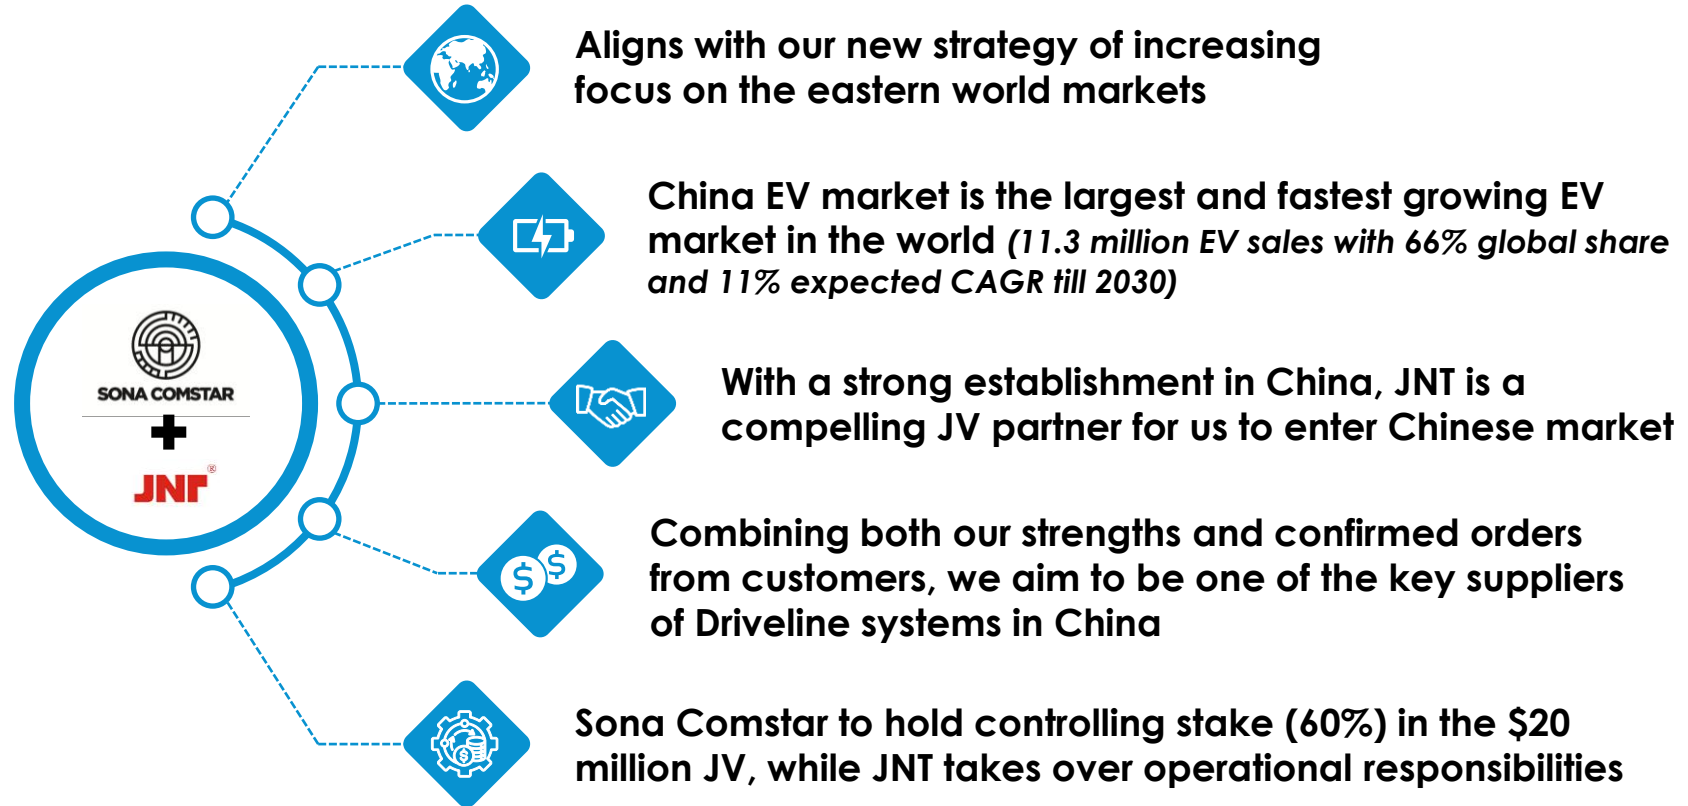 Aligns with our new strategy of increasing
focus on the eastern world markets
China EV market is the largest and fastest growing EV
market in the world (11.3 million EV sales with 66% global share
and 11% expected CAGR till 2030)
SONA COMSTAR
+
JNT®
With a strong establishment in China, JNT is a
compelling JV partner for us to enter Chinese market
Combining both our strengths and confirmed orders
from customers, we aim to be one of the key suppliers
of Driveline systems in China
$ $
Sona Comstar to hold controlling stake (60%) in the $20
million JV, while JNT takes over operational responsibilities
$